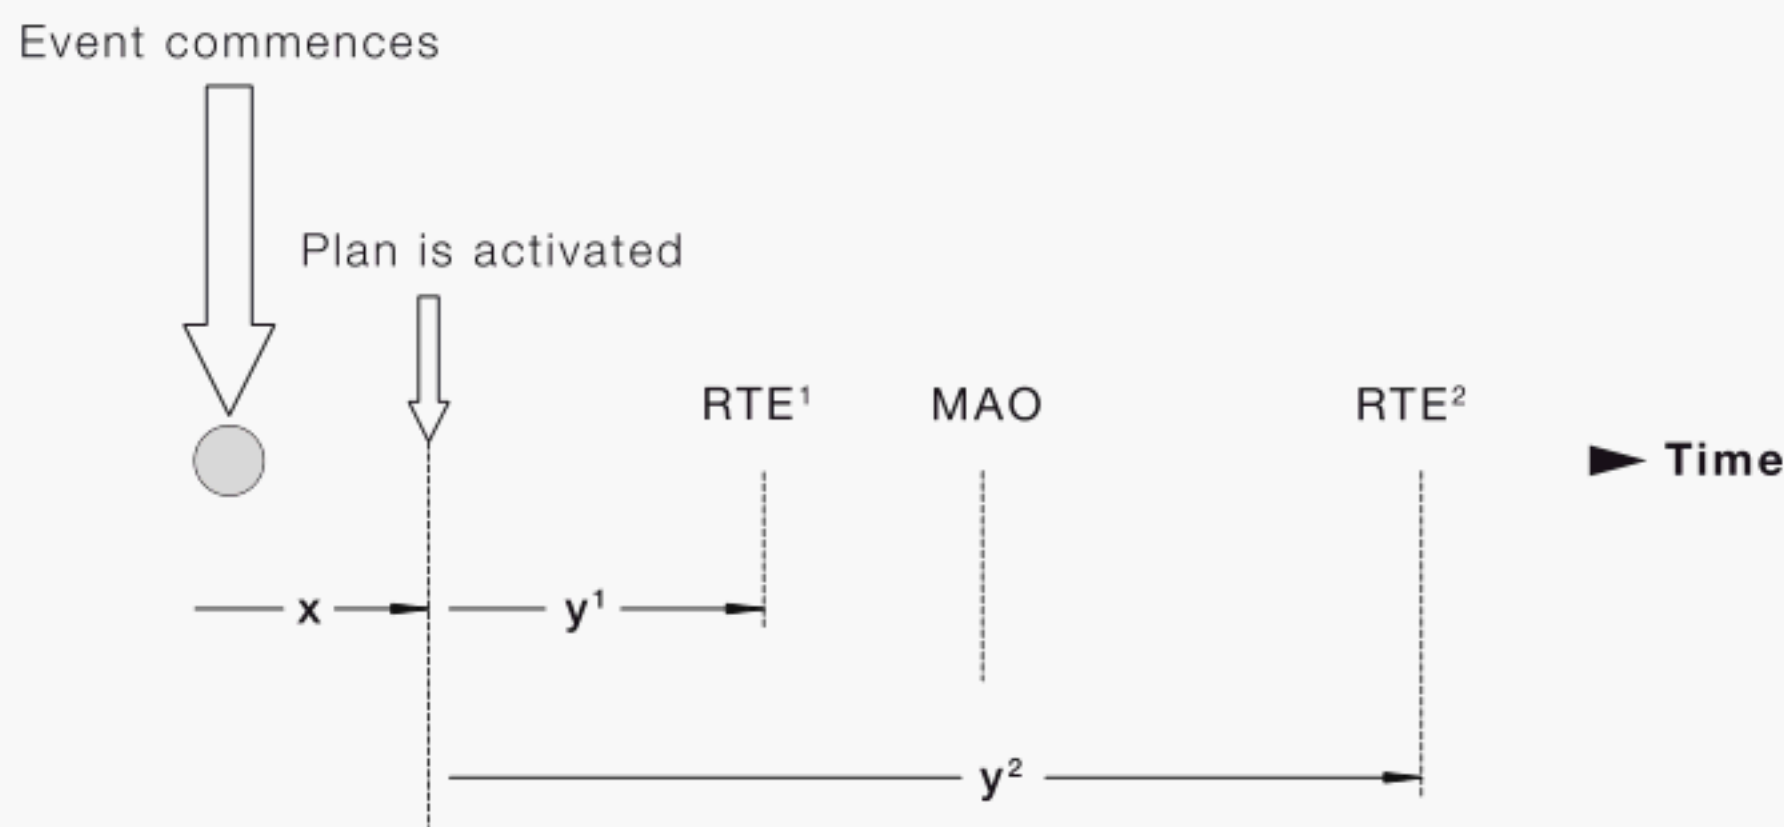 Event commences
Plan is activated
RTE¹ MAO RTE²
Time
x y¹
y²